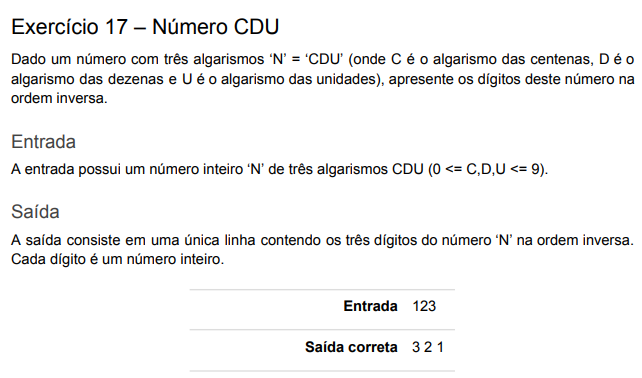 Exercício 17 – Número CDU
Dado um número com três algarismos ‘N’ = ‘CDU’ (onde C é o algarismo das centenas, D é o
algarismo das dezenas e U é o algarismo das unidades), apresente os dígitos deste número na
ordem inversa.
Entrada
A entrada possui um número inteiro ‘N’ de três algarismos CDU (0 <= C,D,U <= 9).
Saída
A saída consiste em uma única linha contendo os três dígitos do número ‘N’ na ordem inversa.
Cada dígito é um número inteiro.
Entrada 123
Saída correta 3 2 1